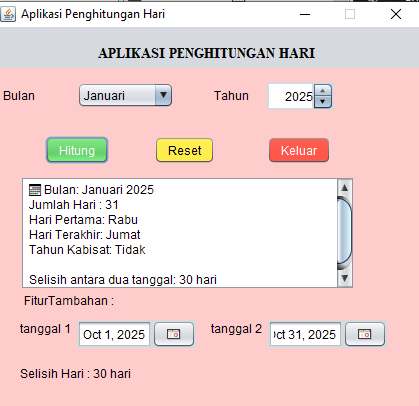 Aplikasi Penghitungan Hari
APLIKASI PENGHITUNGAN HARI
Bulan Januari Tahun 2025
Hitung Reset Keluar
Bulan: Januari 2025
Jumlah Hari : 31
Hari Pertama: Rabu
Hari Terakhir: Jumat
Tahun Kabisat: Tidak
Selisih antara dua tanggal: 30 hari
FiturTambahan :
tanggal 1 Oct 1, 2025 tanggal 2 ct 31, 2025
Selisih Hari : 30 hari